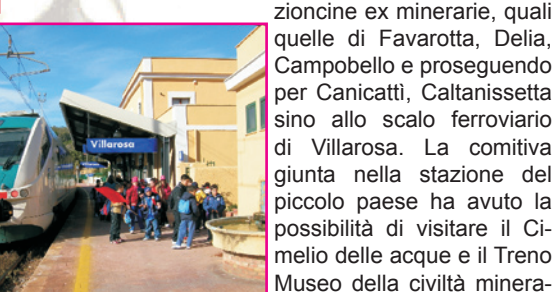 zioncine ex minerarie, quali
quelle di Favarotta, Delia,
Campobello e proseguendo
per Canicattì, Caltanissetta
sino allo scalo ferroviario
di Villarosa. La comitiva
giunta nella stazione del
piccolo paese ha avuto la
possibilità di visitare il Ci-
melio delle acque e il Treno
Museo della civiltà minera-
Villarosa